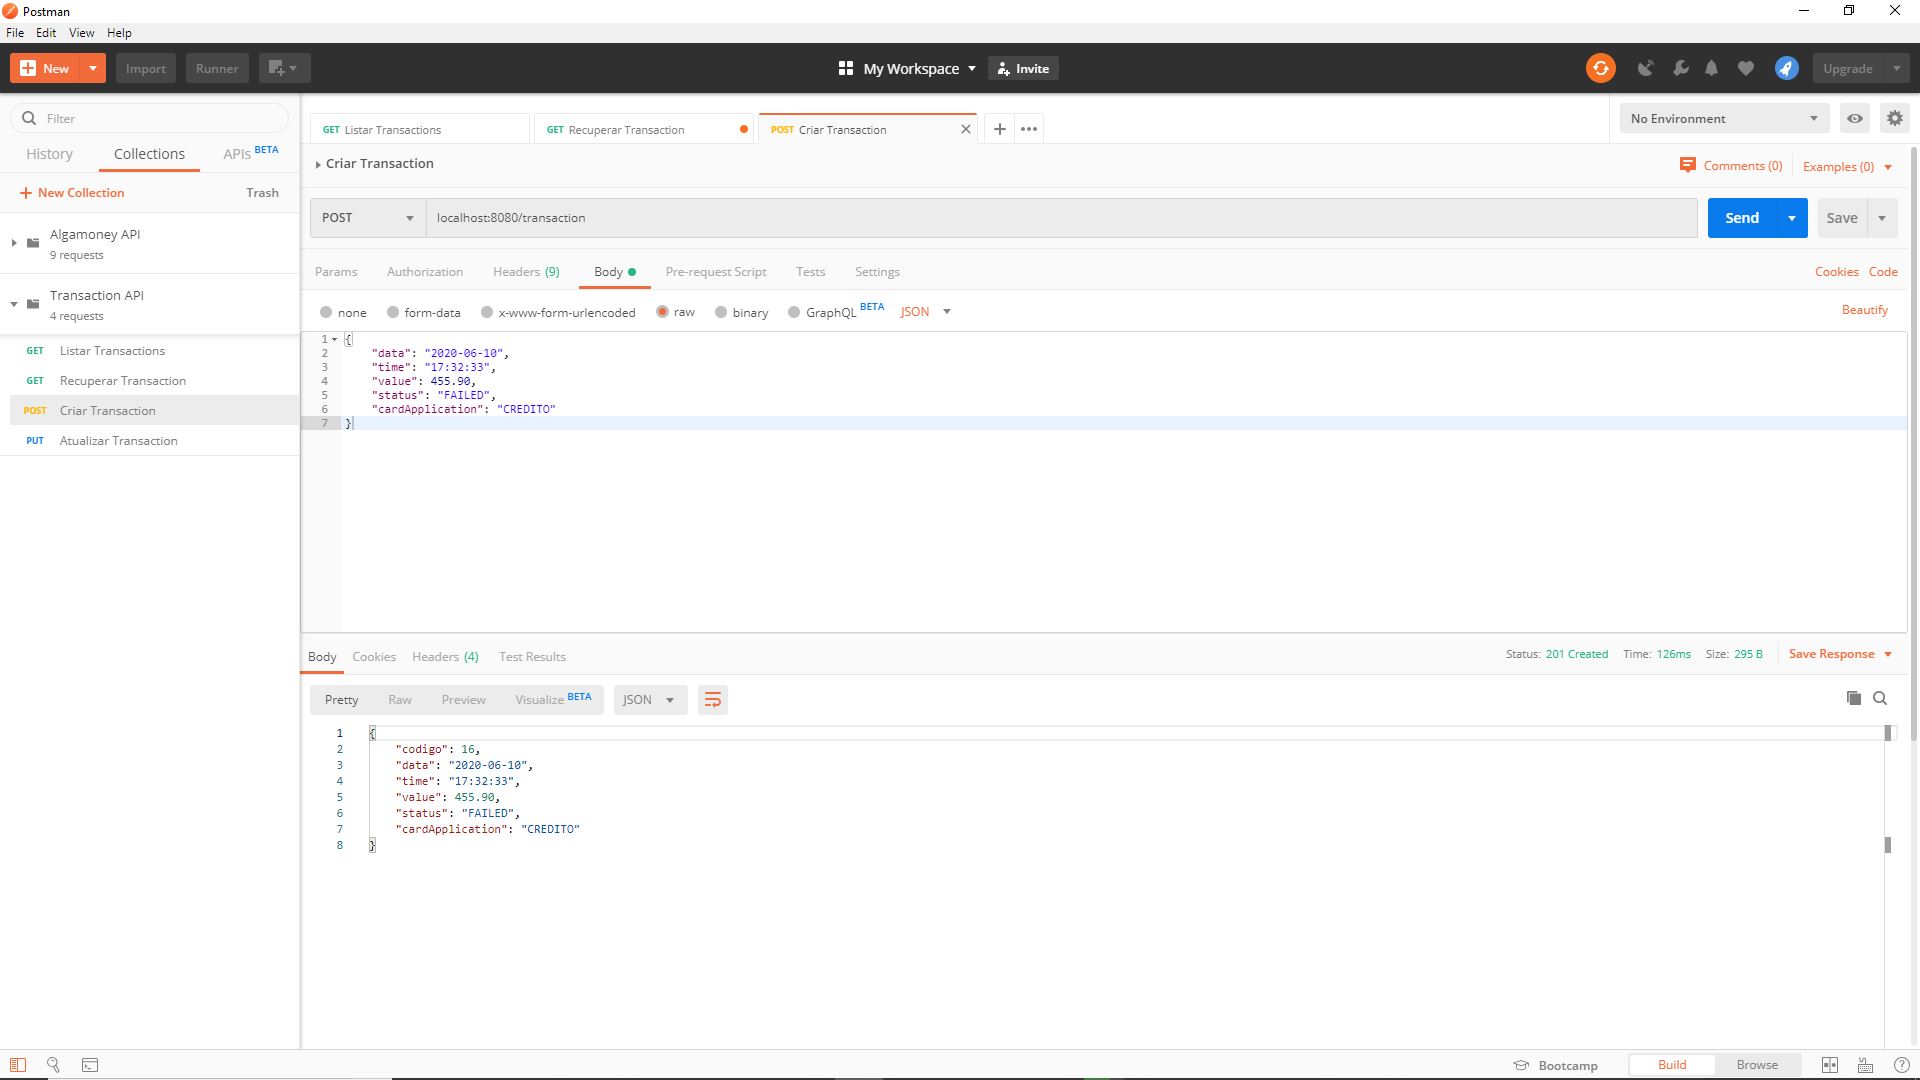 Postman
File Edit View Help
New Import Runner My Workspace Invite Upgrade
Filter
History Collections APIs BETA
New Collection Trash
Algamoney API
9 requests
Transaction API
4 requests
GET Listar Transactions
GET Recuperar Transaction
POST Criar Transaction
PUT Atualizar Transaction
GET Listar Transactions GET Recuperar Transaction POST Criar Transaction
No Environment
Criar Transaction
Comments (0) Examples (0)
POST localhost:8080/transaction Send Save
Params Authorization Headers (9) Body Pre-request Script Tests Settings Cookies Code
none form-data x-www-form-urlencoded raw binary GraphQL BETA JSON Beautify
1 {
2 "data": "2020-06-10",
3 "time": "17:32:33",
4 "value": 455.90,
5 "status": "FAILED",
6 "cardApplication": "CREDITO"
7 }
Body Cookies Headers (4) Test Results Status: 201 Created Time: 126ms Size: 295 B Save Response
Pretty Raw Preview Visualize BETA JSON
1 {
2 "codigo": 16,
3 "data": "2020-06-10",
4 "time": "17:32:33",
5 "value": 455.90,
6 "status": "FAILED",
7 "cardApplication": "CREDITO"
8 }
Bootcamp Build Browse